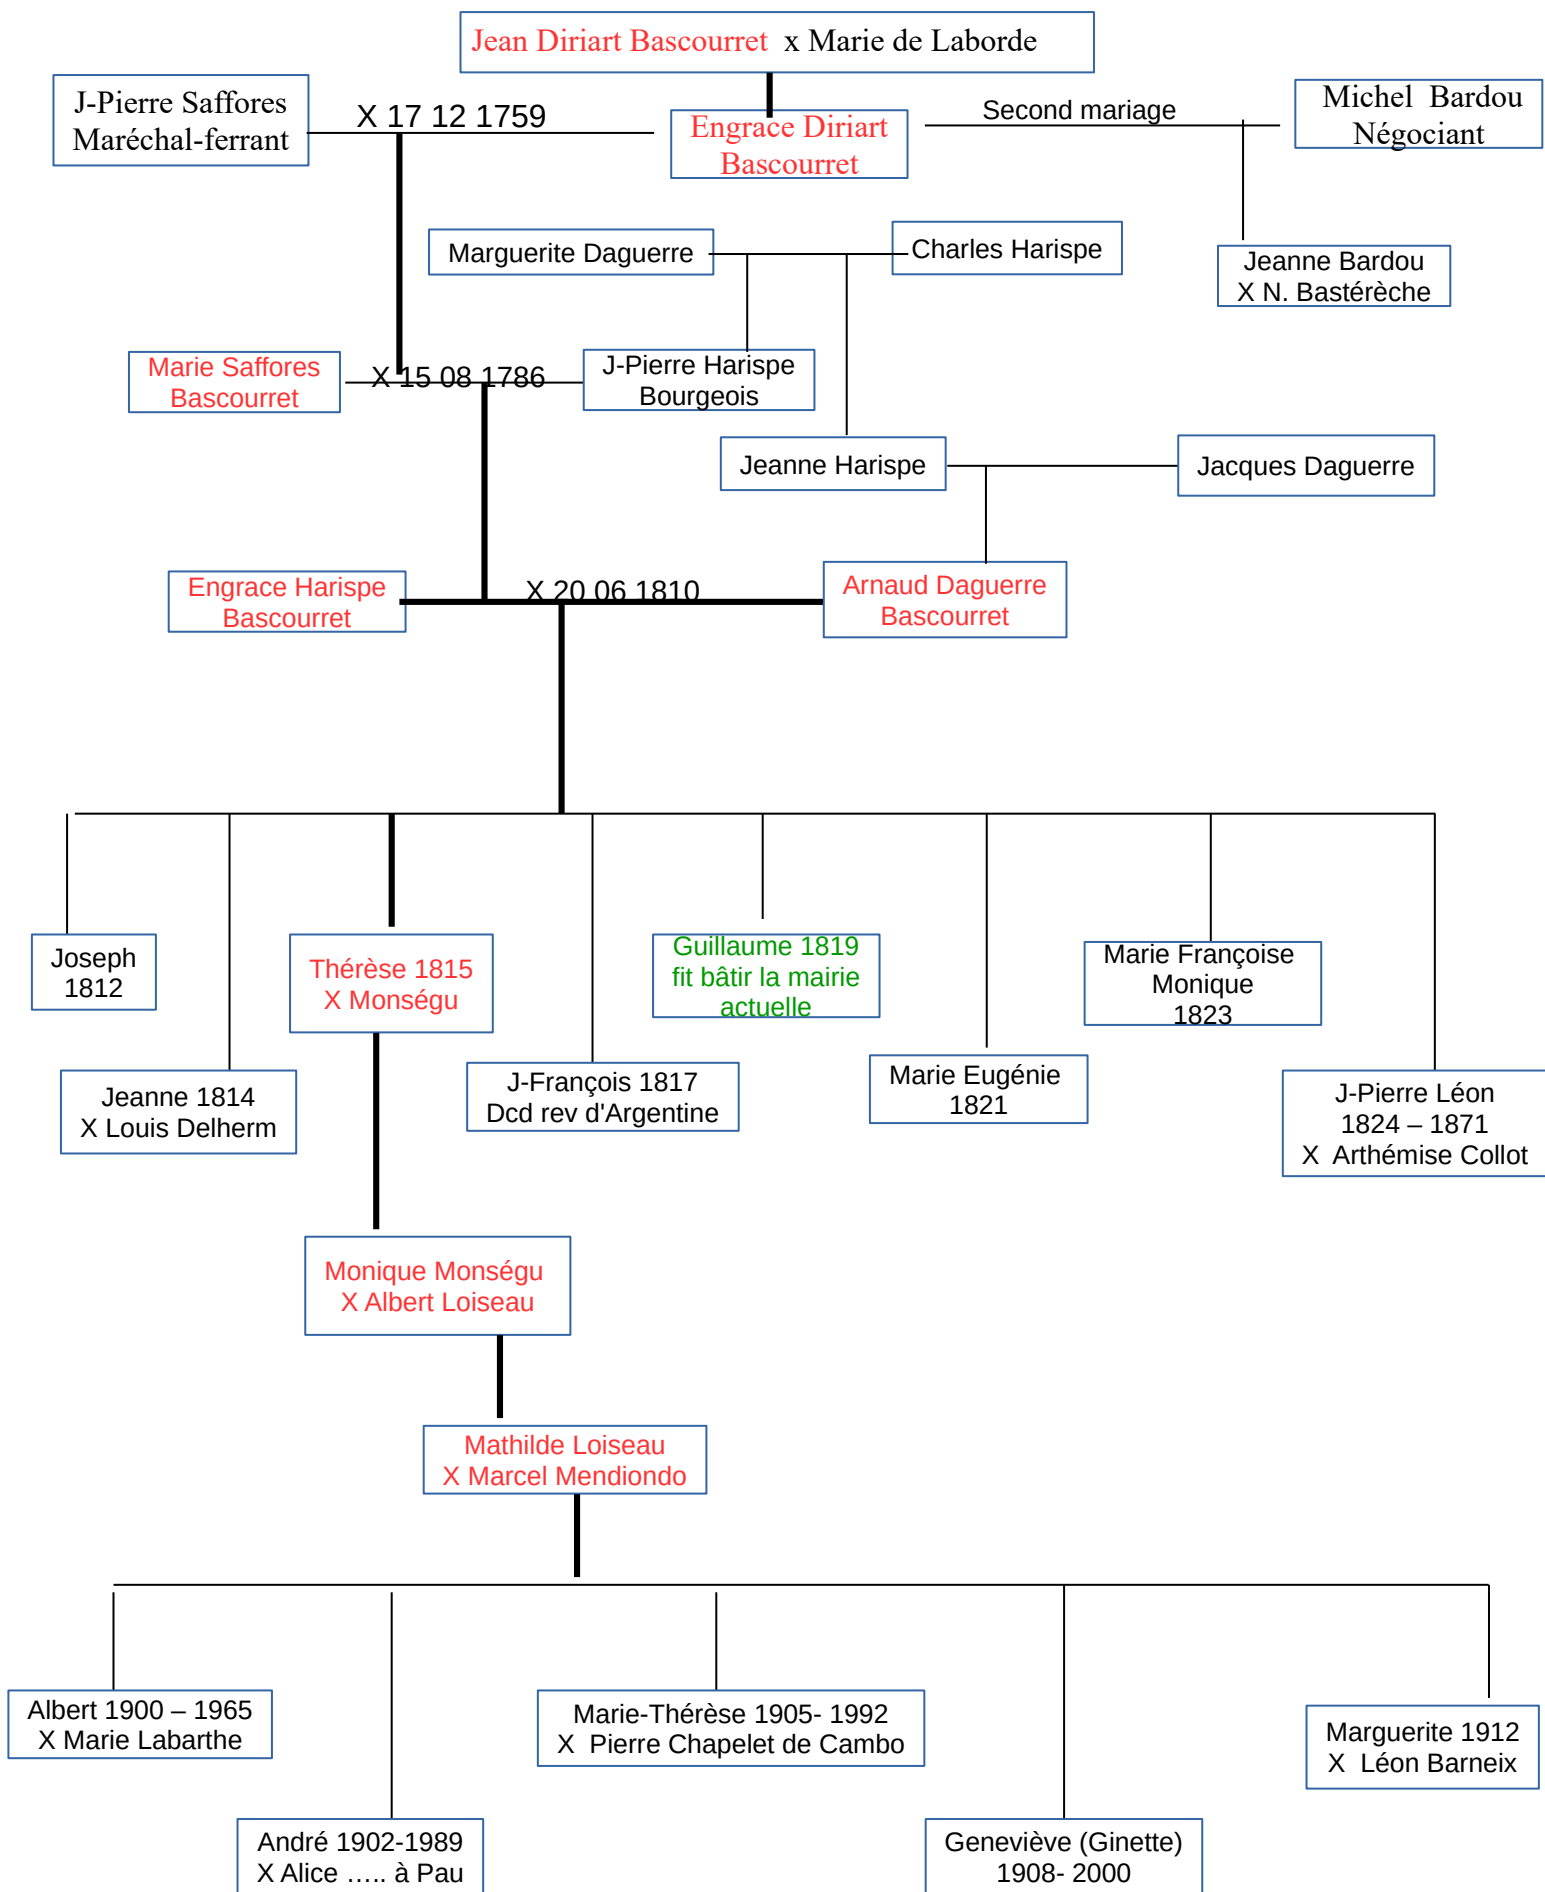 Jean Diriart Bascourret x Marie de Laborde
J-Pierre Saffores
Maréchal-ferrant
X 17 12 1759
Engrace Diriart
Bascourret
Second mariage
Michel Bardou
Négociant
Marguerite Daguerre
Charles Harispe
Jeanne Bardou
X N. Bastérèche
Marie Saffores
Bascourret
X 15 08 1786
J-Pierre Harispe
Bourgeois
Jeanne Harispe
Jacques Daguerre
Engrace Harispe
Bascourret
X 20 06 1810
Arnaud Daguerre
Bascourret
Joseph
1812
Jeanne 1814
X Louis Delherm
Thérèse 1815
X Monségu
J-François 1817
Dcd rev d'Argentine
Guillaume 1819
fit bâtir la mairie
actuelle
Marie Eugénie
1821
Marie Françoise
Monique
1823
J-Pierre Léon
1824 – 1871
X Arthémise Collot
Monique Monségu
X Albert Loiseau
Mathilde Loiseau
X Marcel Mendiondo
Albert 1900 – 1965
X Marie Labarthe
André 1902-1989
X Alice ….. à Pau
Marie-Thérèse 1905- 1992
X Pierre Chapelet de Cambo
Geneviève (Ginette)
1908- 2000
Marguerite 1912
X Léon Barneix